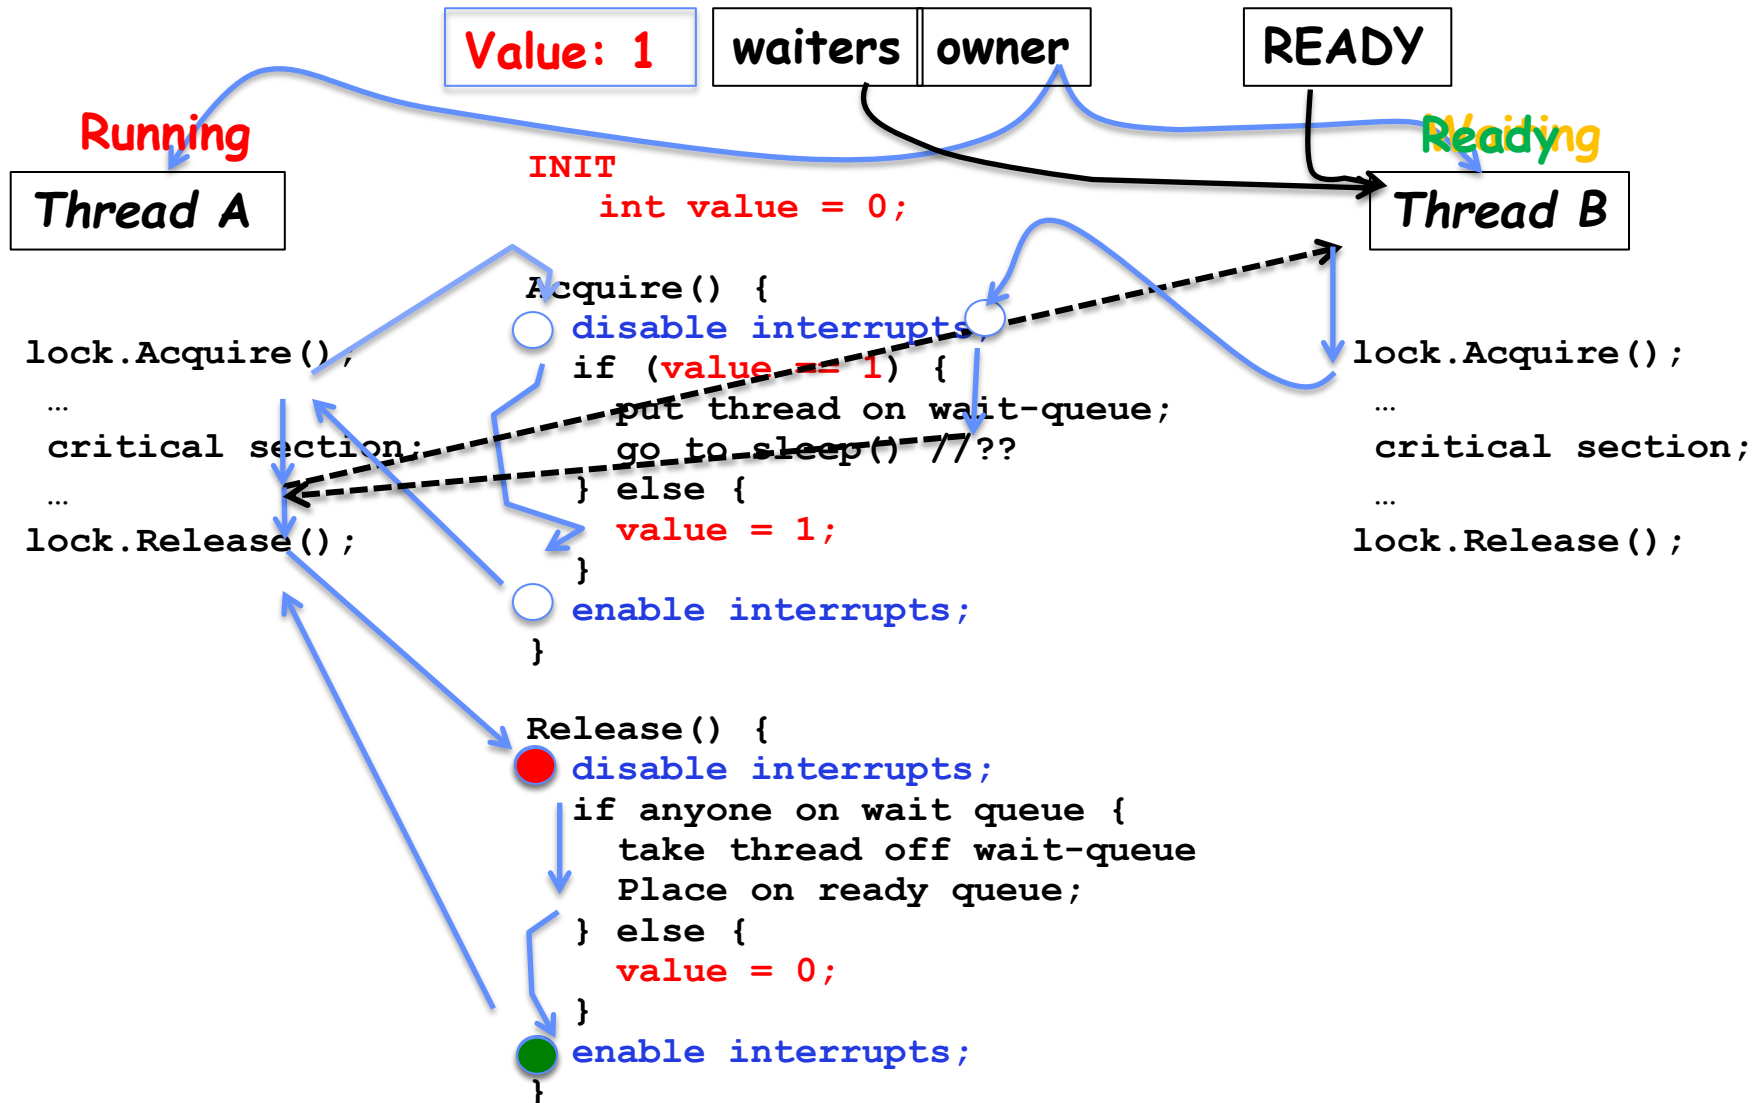 Value: 1 waiters owner READY
Running Ready Waiting
Thread A Thread B
INIT
int value = 0;
Acquire() {
disable interrupts;
if (value == 1) {
put thread on wait-queue;
go to sleep() //??
} else {
value = 1;
}
enable interrupts;
}
lock.Acquire();
…
critical section;
…
lock.Release();
lock.Acquire();
…
critical section;
…
lock.Release();
Release() {
disable interrupts;
if anyone on wait queue {
take thread off wait-queue
Place on ready queue;
} else {
value = 0;
}
enable interrupts;
}